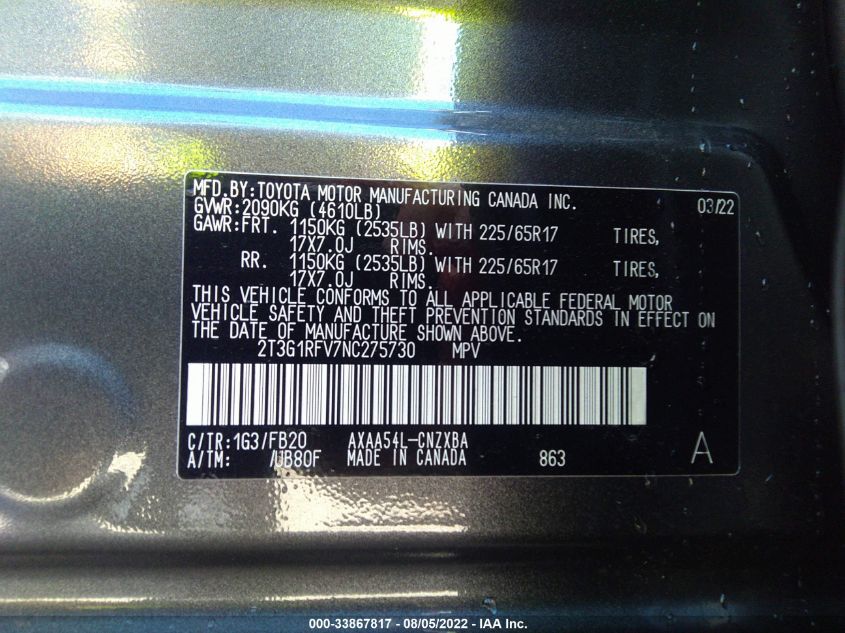 MFD.BY:TOYOTA MOTOR MANUFACTURING CANADA INC. 03/22
GVWR:2090KG (4610LB)
GAWR:FRT. 1150KG (2535LB) WITH 225/65R17 TIRES,
17X7.0J RIMS.
RR. 1150KG (2535LB) WITH 225/65R17 TIRES,
17X7.0J RIMS.
THIS VEHICLE CONFORMS TO ALL APPLICABLE FEDERAL MOTOR
VEHICLE SAFETY AND THEFT PREVENTION STANDARDS IN EFFECT ON
THE DATE OF MANUFACTURE SHOWN ABOVE.
2T3G1RFV7NC275730 MPV
C/TR:1G3/FB20 AXAA54L-CNZXBA
A/TM: /UB80F MADE IN CANADA 863 A
000-33867817 - 08/05/2022 - IAA Inc.